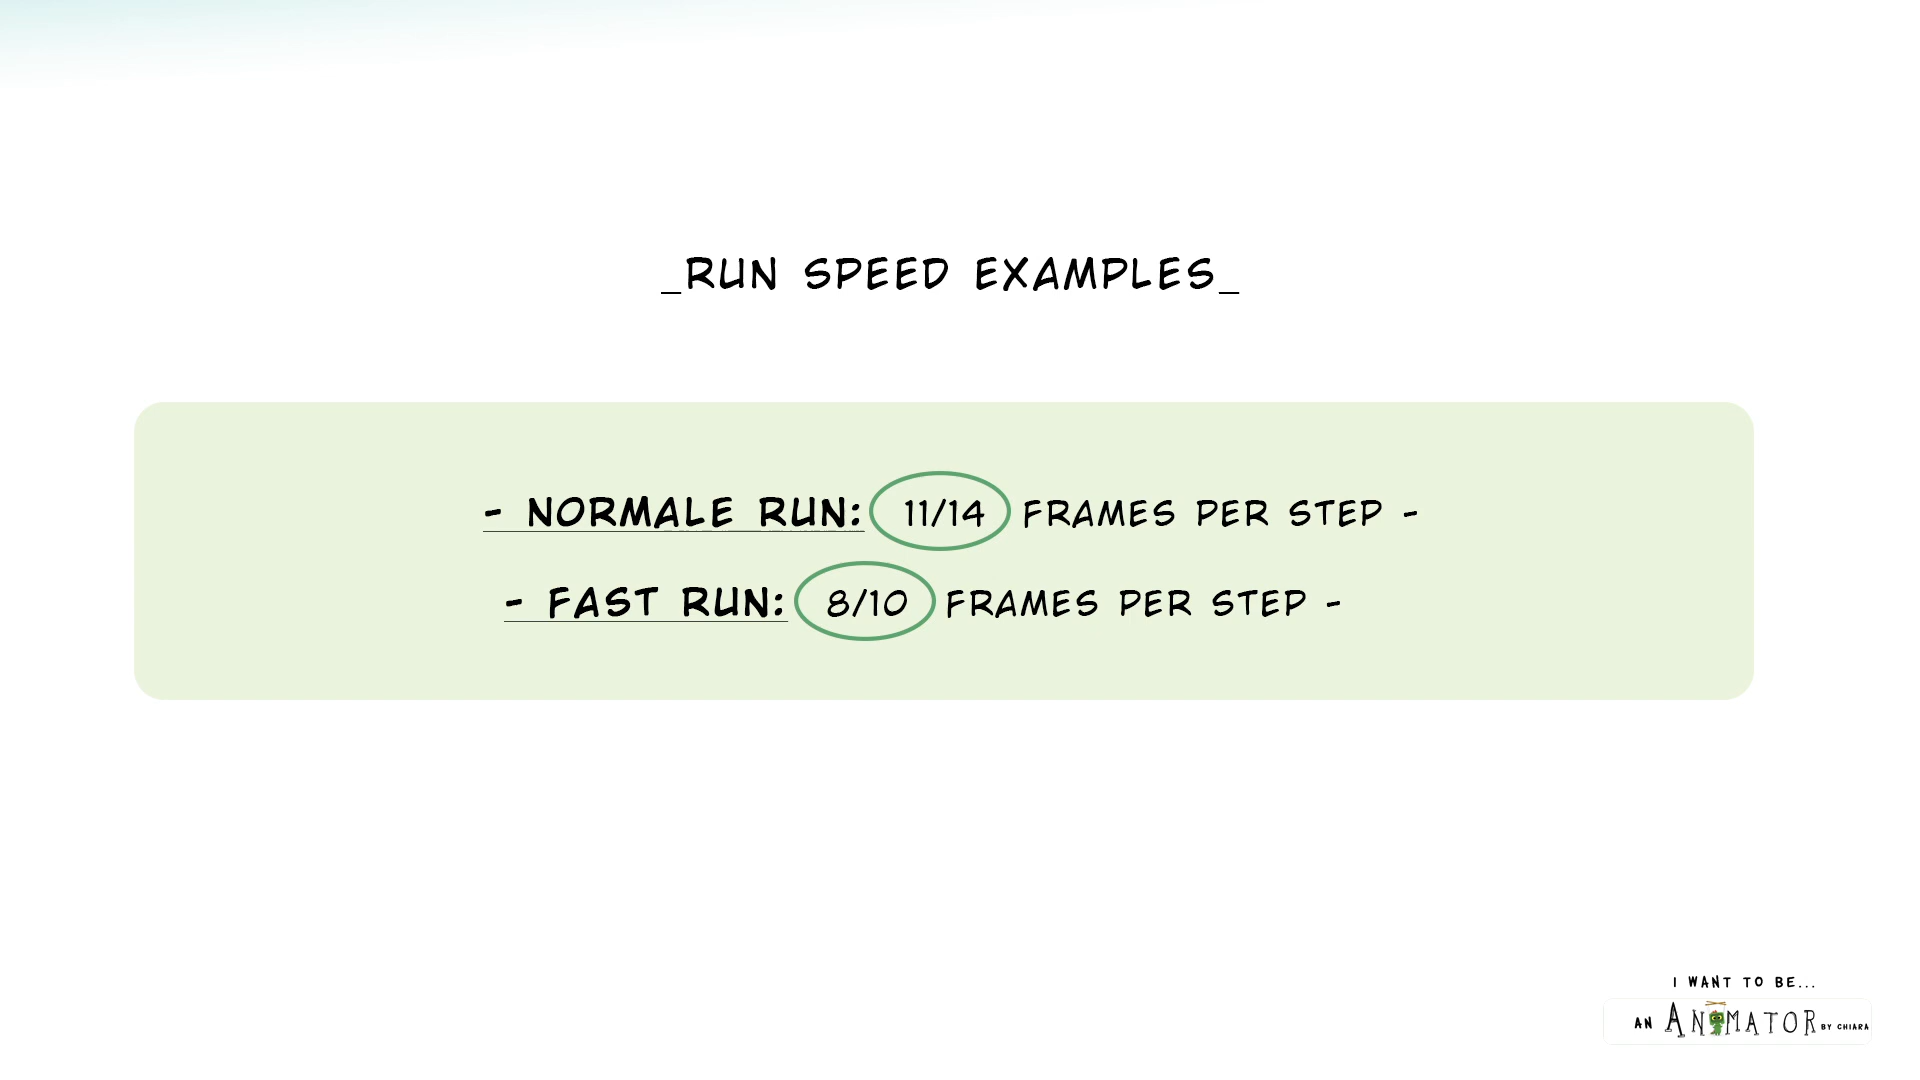 _RUN SPEED EXAMPLES_
- NORMALE RUN: 11/14 FRAMES PER STEP -
- FAST RUN: 8/10 FRAMES PER STEP -
I WANT TO BE...
AN ANIMATOR BY CHIARA